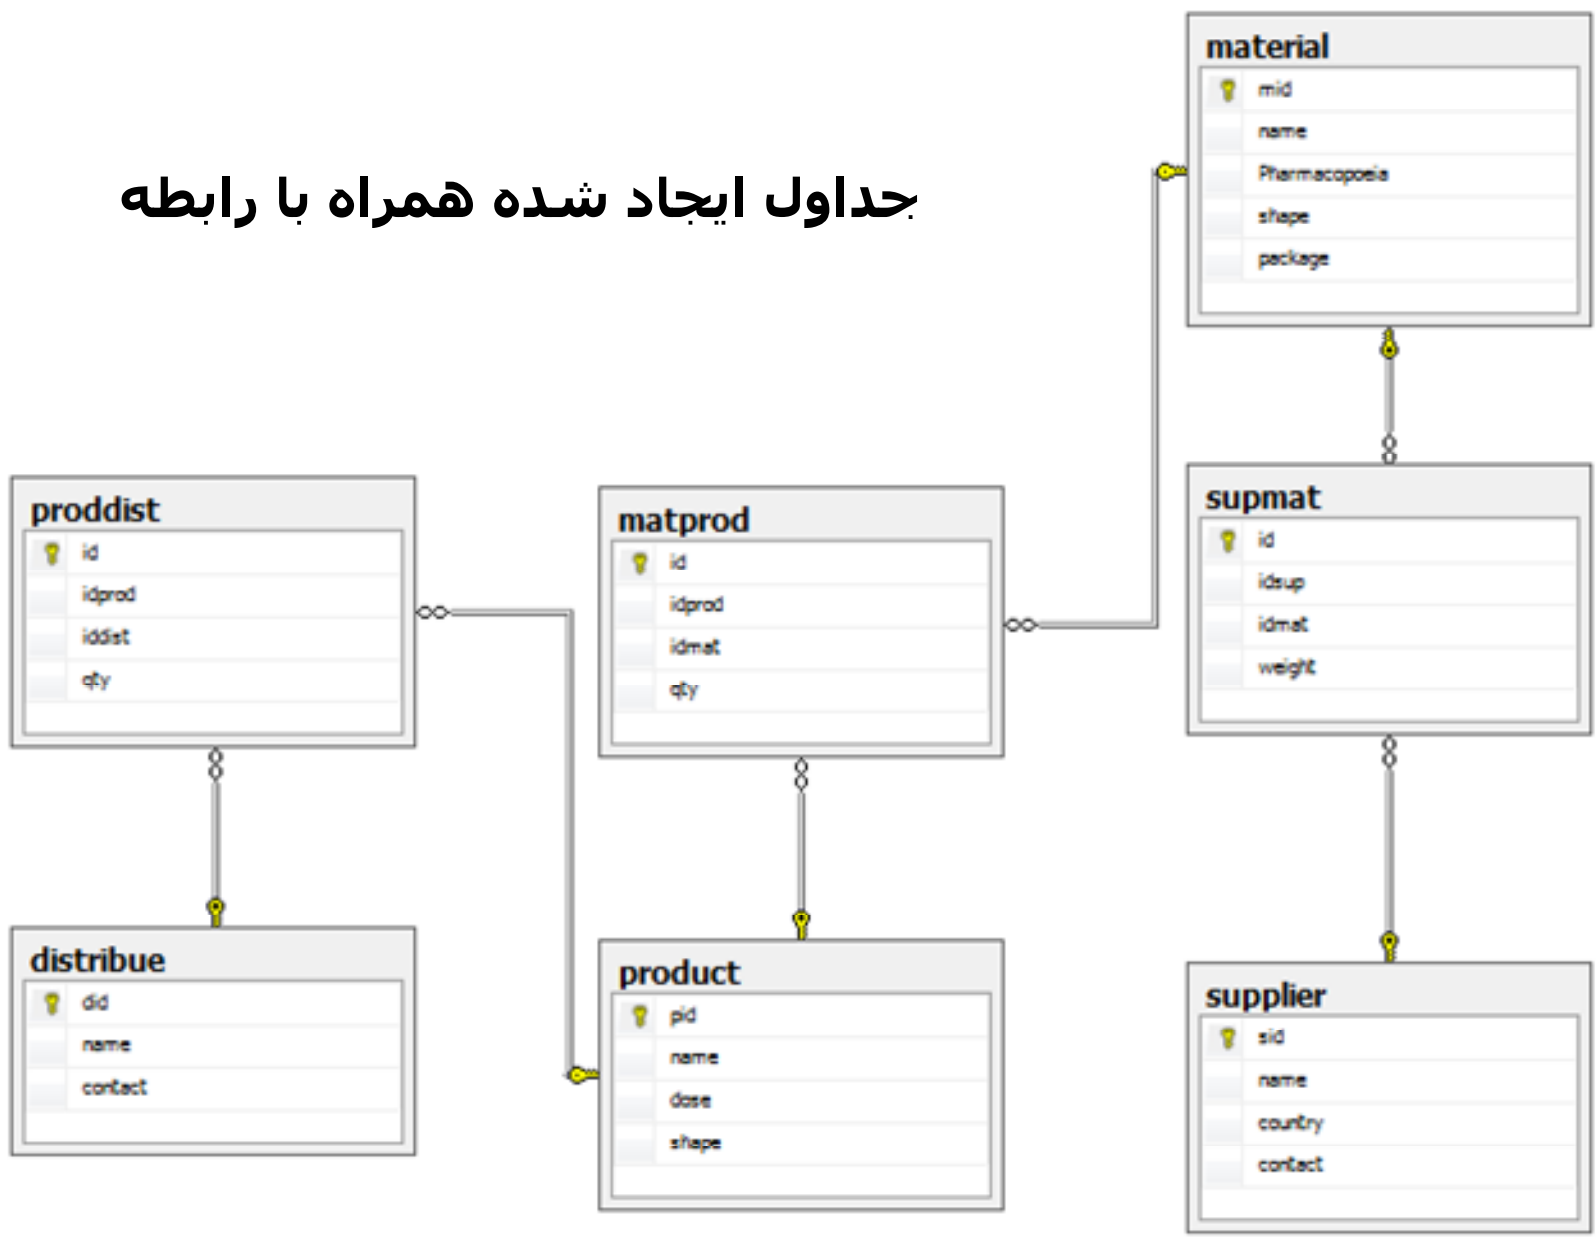 جداول ایجاد شده همراه با رابطه
material
mid
name
Pharmacopoeia
shape
package
proddist
id
idprod
iddist
qty
matprod
id
idprod
idmat
qty
supmat
id
idsup
idmat
weight
distribue
did
name
contact
product
pid
name
dose
shape
supplier
sid
name
country
contact